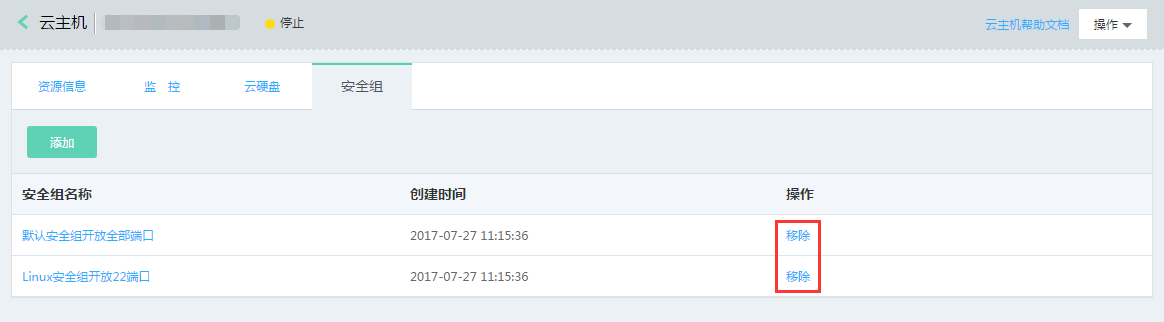 云主机 停止 云主机帮助文档 操作
资源信息 监 控 云硬盘 安全组
添加
安全组名称 创建时间 操作
默认安全组开放全部端口 2017-07-27 11:15:36 移除
Linux安全组开放22端口 2017-07-27 11:15:36 移除